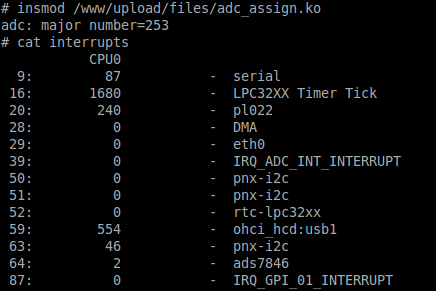 # insmod /www/upload/files/adc_assign.ko
adc: major number=253
# cat interrupts
CPU0
9: 87 - serial
16: 1680 - LPC32XX Timer Tick
20: 240 - pl022
28: 0 - DMA
29: 0 - eth0
39: 0 - IRQ_ADC_INT_INTERRUPT
50: 0 - pnx-i2c
51: 0 - pnx-i2c
52: 0 - rtc-lpc32xx
59: 554 - ohci_hcd:usb1
63: 46 - pnx-i2c
64: 2 - ads7846
87: 0 - IRQ_GPI_01_INTERRUPT